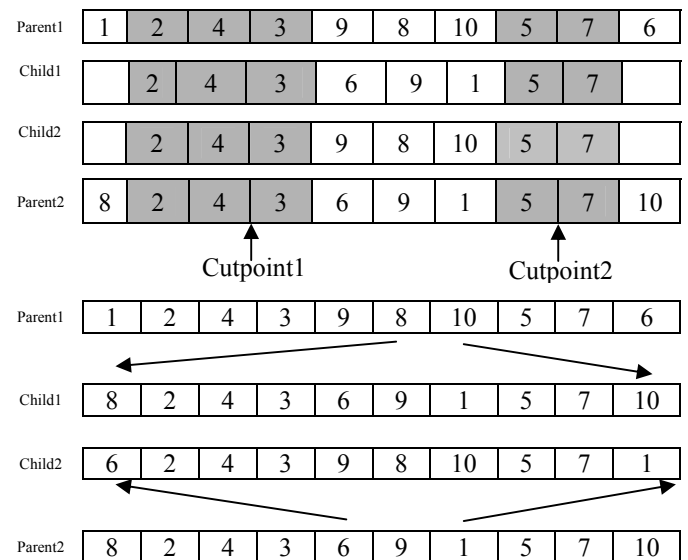 Parent1 1 2 4 3 9 8 10 5 7 6
Child1 2 4 3 6 9 1 5 7
Child2 2 4 3 9 8 10 5 7
Parent2 8 2 4 3 6 9 1 5 7 10
Cutpoint1 Cutpoint2
Parent1 1 2 4 3 9 8 10 5 7 6
Child1 8 2 4 3 6 9 1 5 7 10
Child2 6 2 4 3 9 8 10 5 7 1
Parent2 8 2 4 3 6 9 1 5 7 10